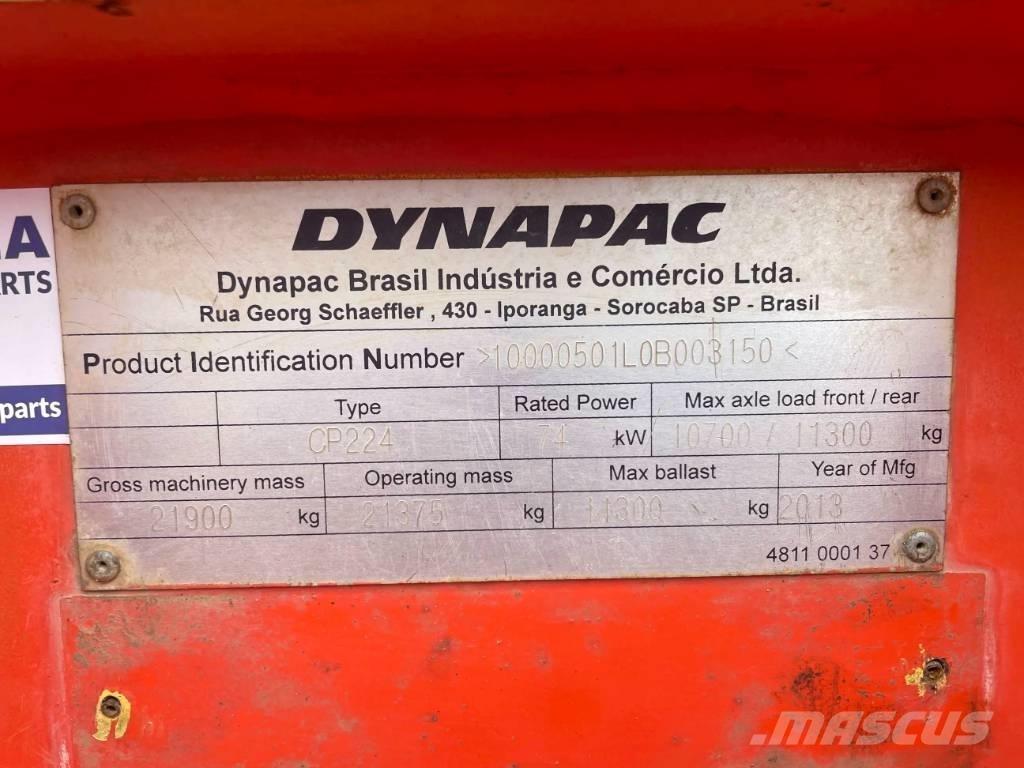 DYNAPAC
Dynapac Brasil Indústria e Comércio Ltda.
Rua Georg Schaeffler , 430 - Iporanga - Sorocaba SP - Brasil
Product Identification Number >10000501L0B003150<
Type Rated Power Max axle load front / rear
CP224 74 kW 10700 / 11300 kg
Gross machinery mass Operating mass Max ballast Year of Mfg
21900 kg 21375 kg 11300 kg 2013
4811 0001 37
A
RTS
parts
MASCUS